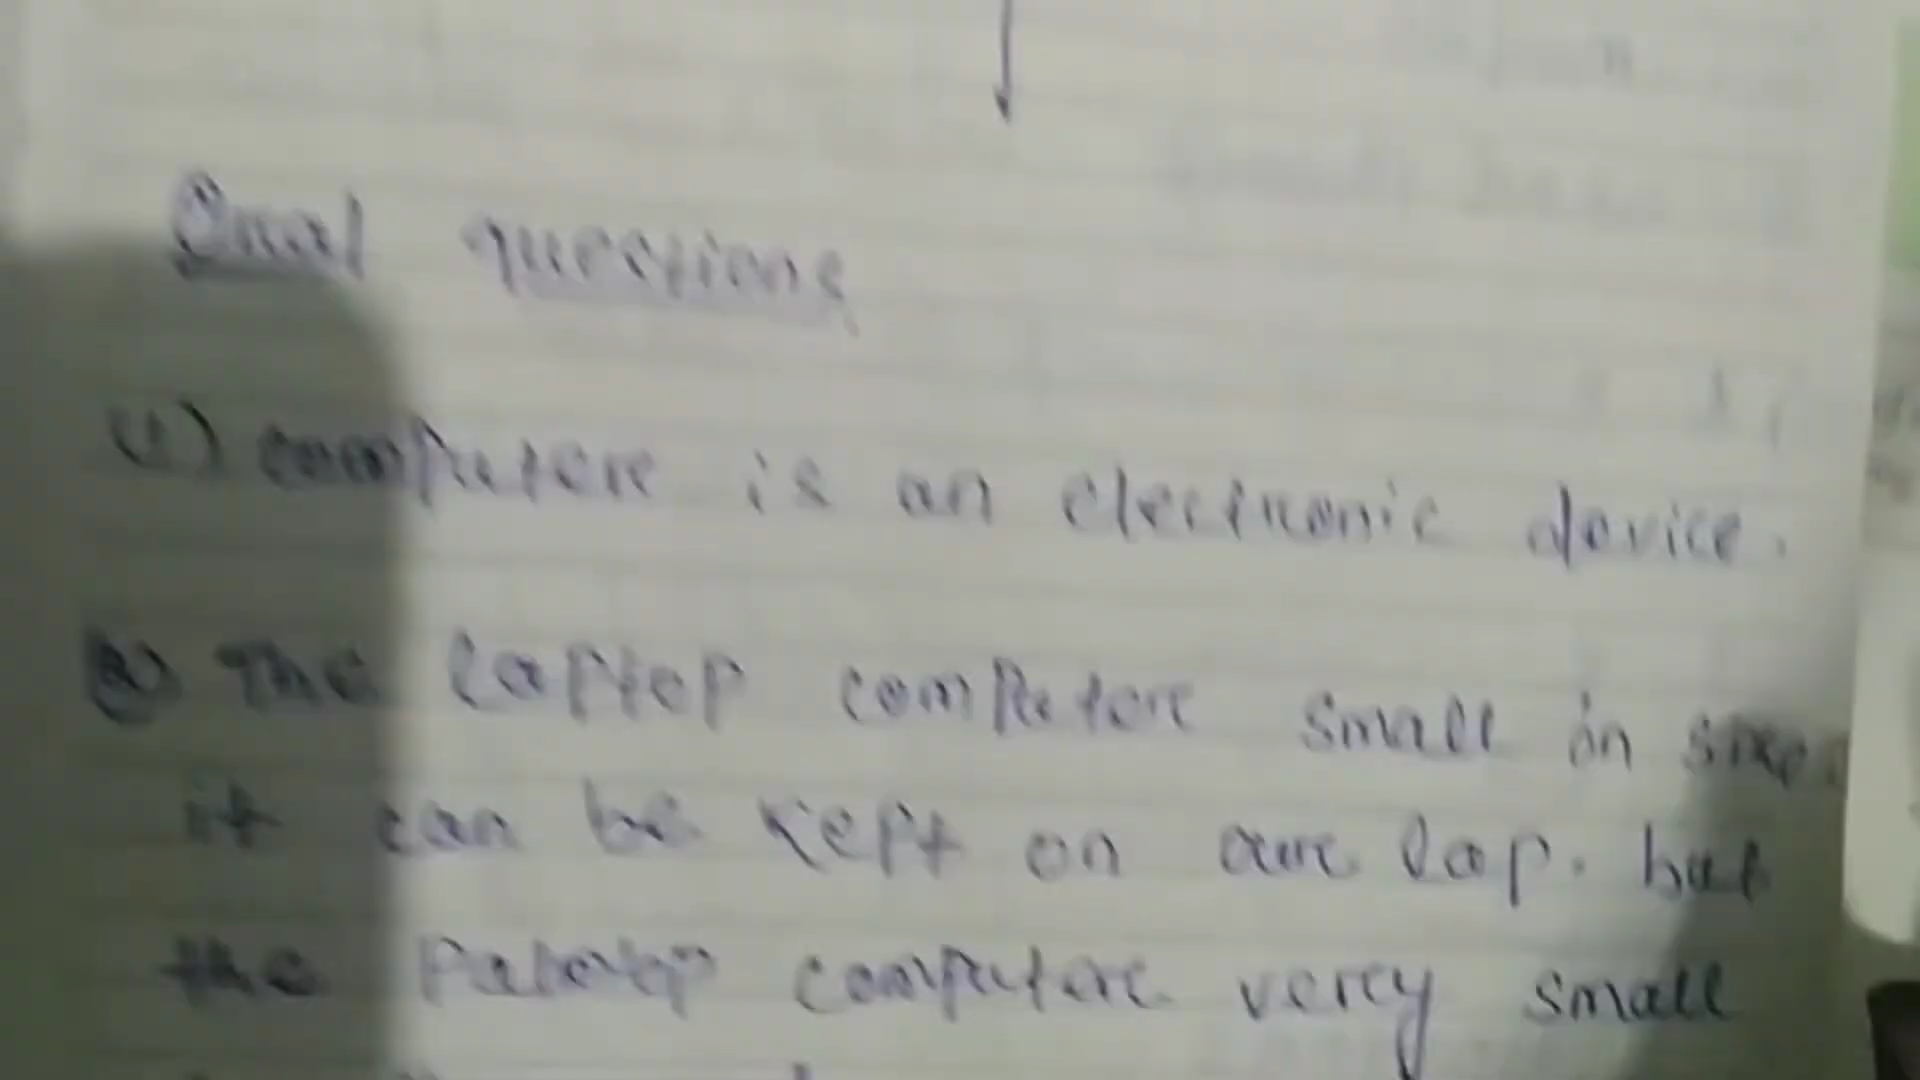 Oral questions
(1) computer is an electronic device.
2) The laptop computer small in size.
it can be kept on our lap. but
the Palmtop computer very small